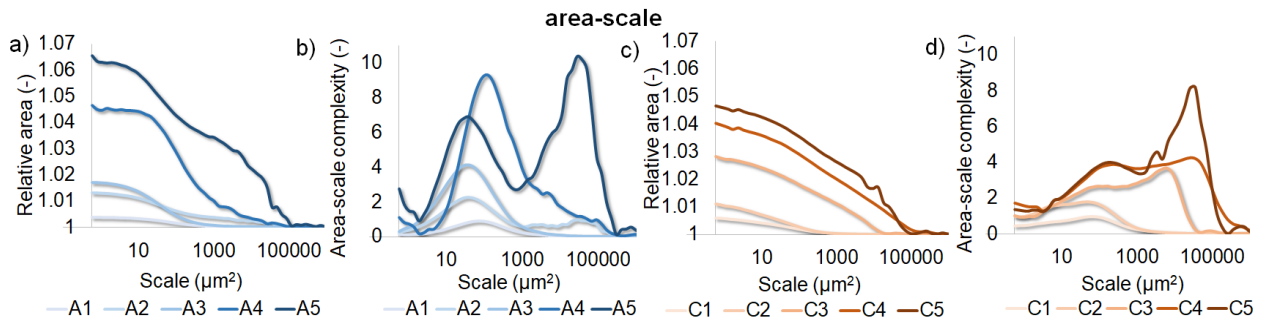 area-scale
a)
Relative area (-)
1.07
1.06
1.05
1.04
1.03
1.02
1.01
1
10 1000 100000
Scale (µm²)
A1 A2 A3 A4 A5
b)
Area-scale complexity (-)
10
8
6
4
2
0
10 1000 100000
Scale (µm²)
A1 A2 A3 A4 A5
c)
Relative area (-)
1.07
1.06
1.05
1.04
1.03
1.02
1.01
1
10 1000 100000
Scale (µm²)
C1 C2 C3 C4 C5
d)
Area-scale complexity (-)
10
8
6
4
2
0
10 1000 100000
Scale (µm²)
C1 C2 C3 C4 C5